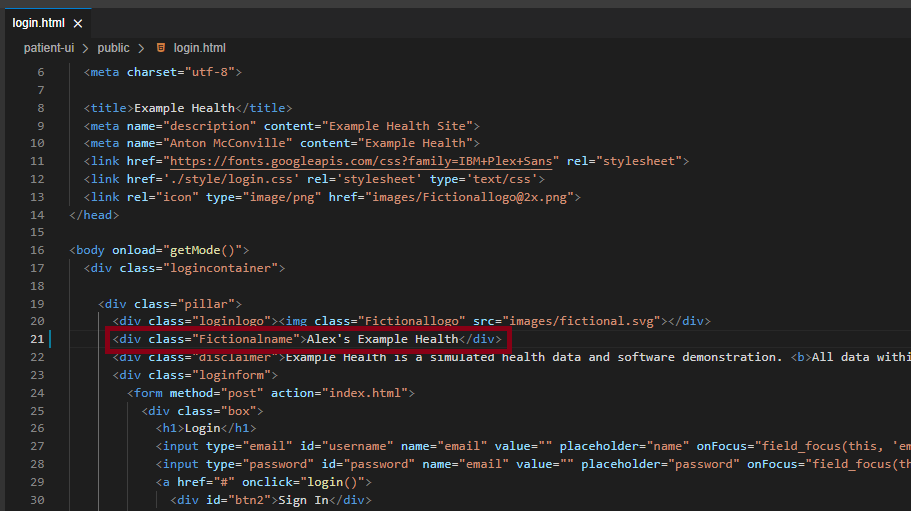 login.html ×
patient-ui > public > login.html
6 <meta charset="utf-8">
7
8 <title>Example Health</title>
9 <meta name="description" content="Example Health Site">
10 <meta name="Anton McConville" content="Example Health">
11 <link href="https://fonts.googleapis.com/css?family=IBM+Plex+Sans" rel="stylesheet">
12 <link href='./style/login.css' rel='stylesheet' type='text/css'>
13 <link rel="icon" type="image/png" href="images/Fictionallogo@2x.png">
14 </head>
15
16 <body onload="getMode()">
17 <div class="logincontainer">
18
19 <div class="pillar">
20 <div class="loginlogo"><img class="Fictionallogo" src="images/fictional.svg"></div>
21 <div class="Fictionalname">Alex's Example Health</div>
22 <div class="disclaimer">Example Health is a simulated health data and software demonstration. <b>All data withi
23 <div class="loginform">
24 <form method="post" action="index.html">
25 <div class="box">
26 <h1>Login</h1>
27 <input type="email" id="username" name="email" value="" placeholder="name" onFocus="field_focus(this, 'em
28 <input type="password" id="password" name="email" value="" placeholder="password" onFocus="field_focus(th
29 <a href="#" onclick="login()">
30 <div id="btn2">Sign In</div>